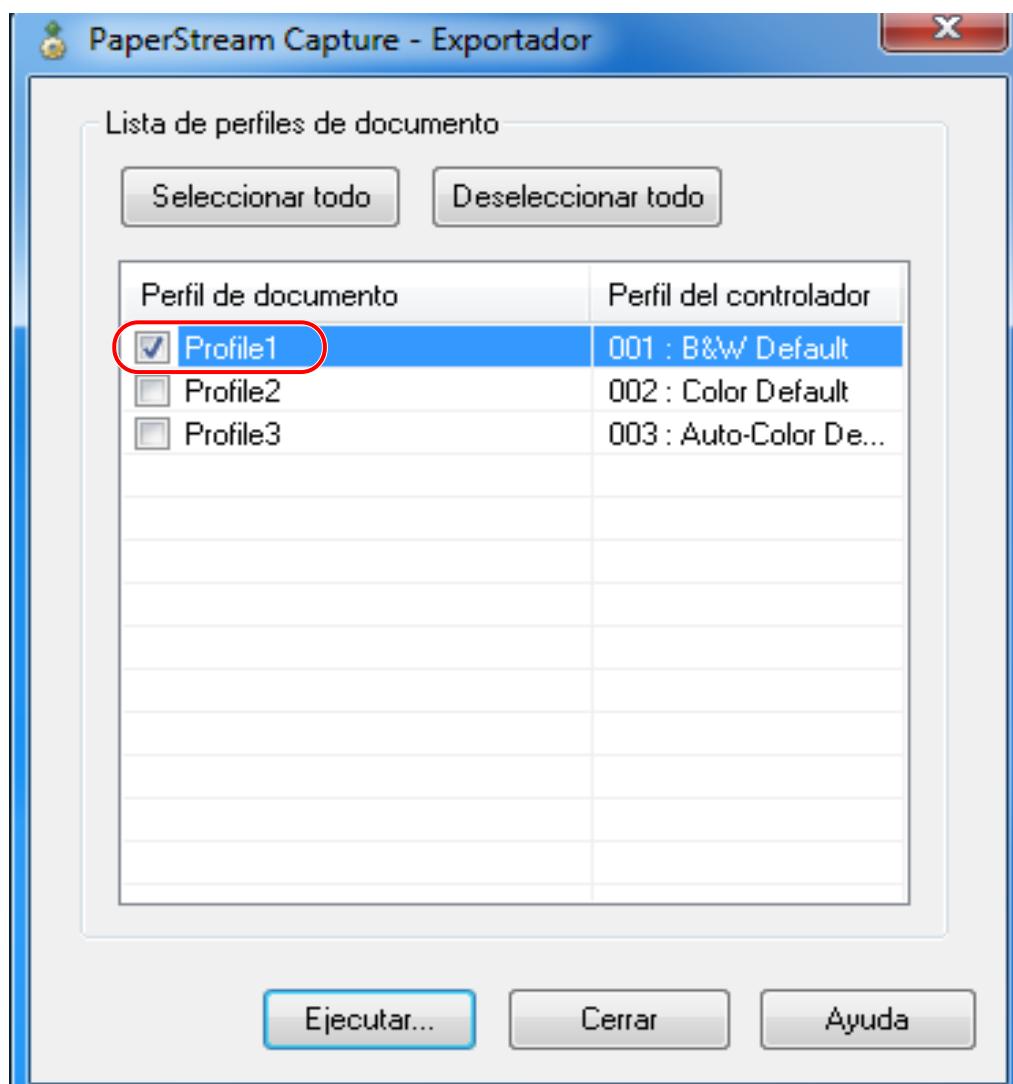 PaperStream Capture - Exportador
Lista de perfiles de documento
Seleccionar todo Deseleccionar todo
Perfil de documento Perfil del controlador
Profile1 001 : B&W Default
Profile2 002 : Color Default
Profile3 003 : Auto-Color De...
Ejecutar... Cerrar Ayuda